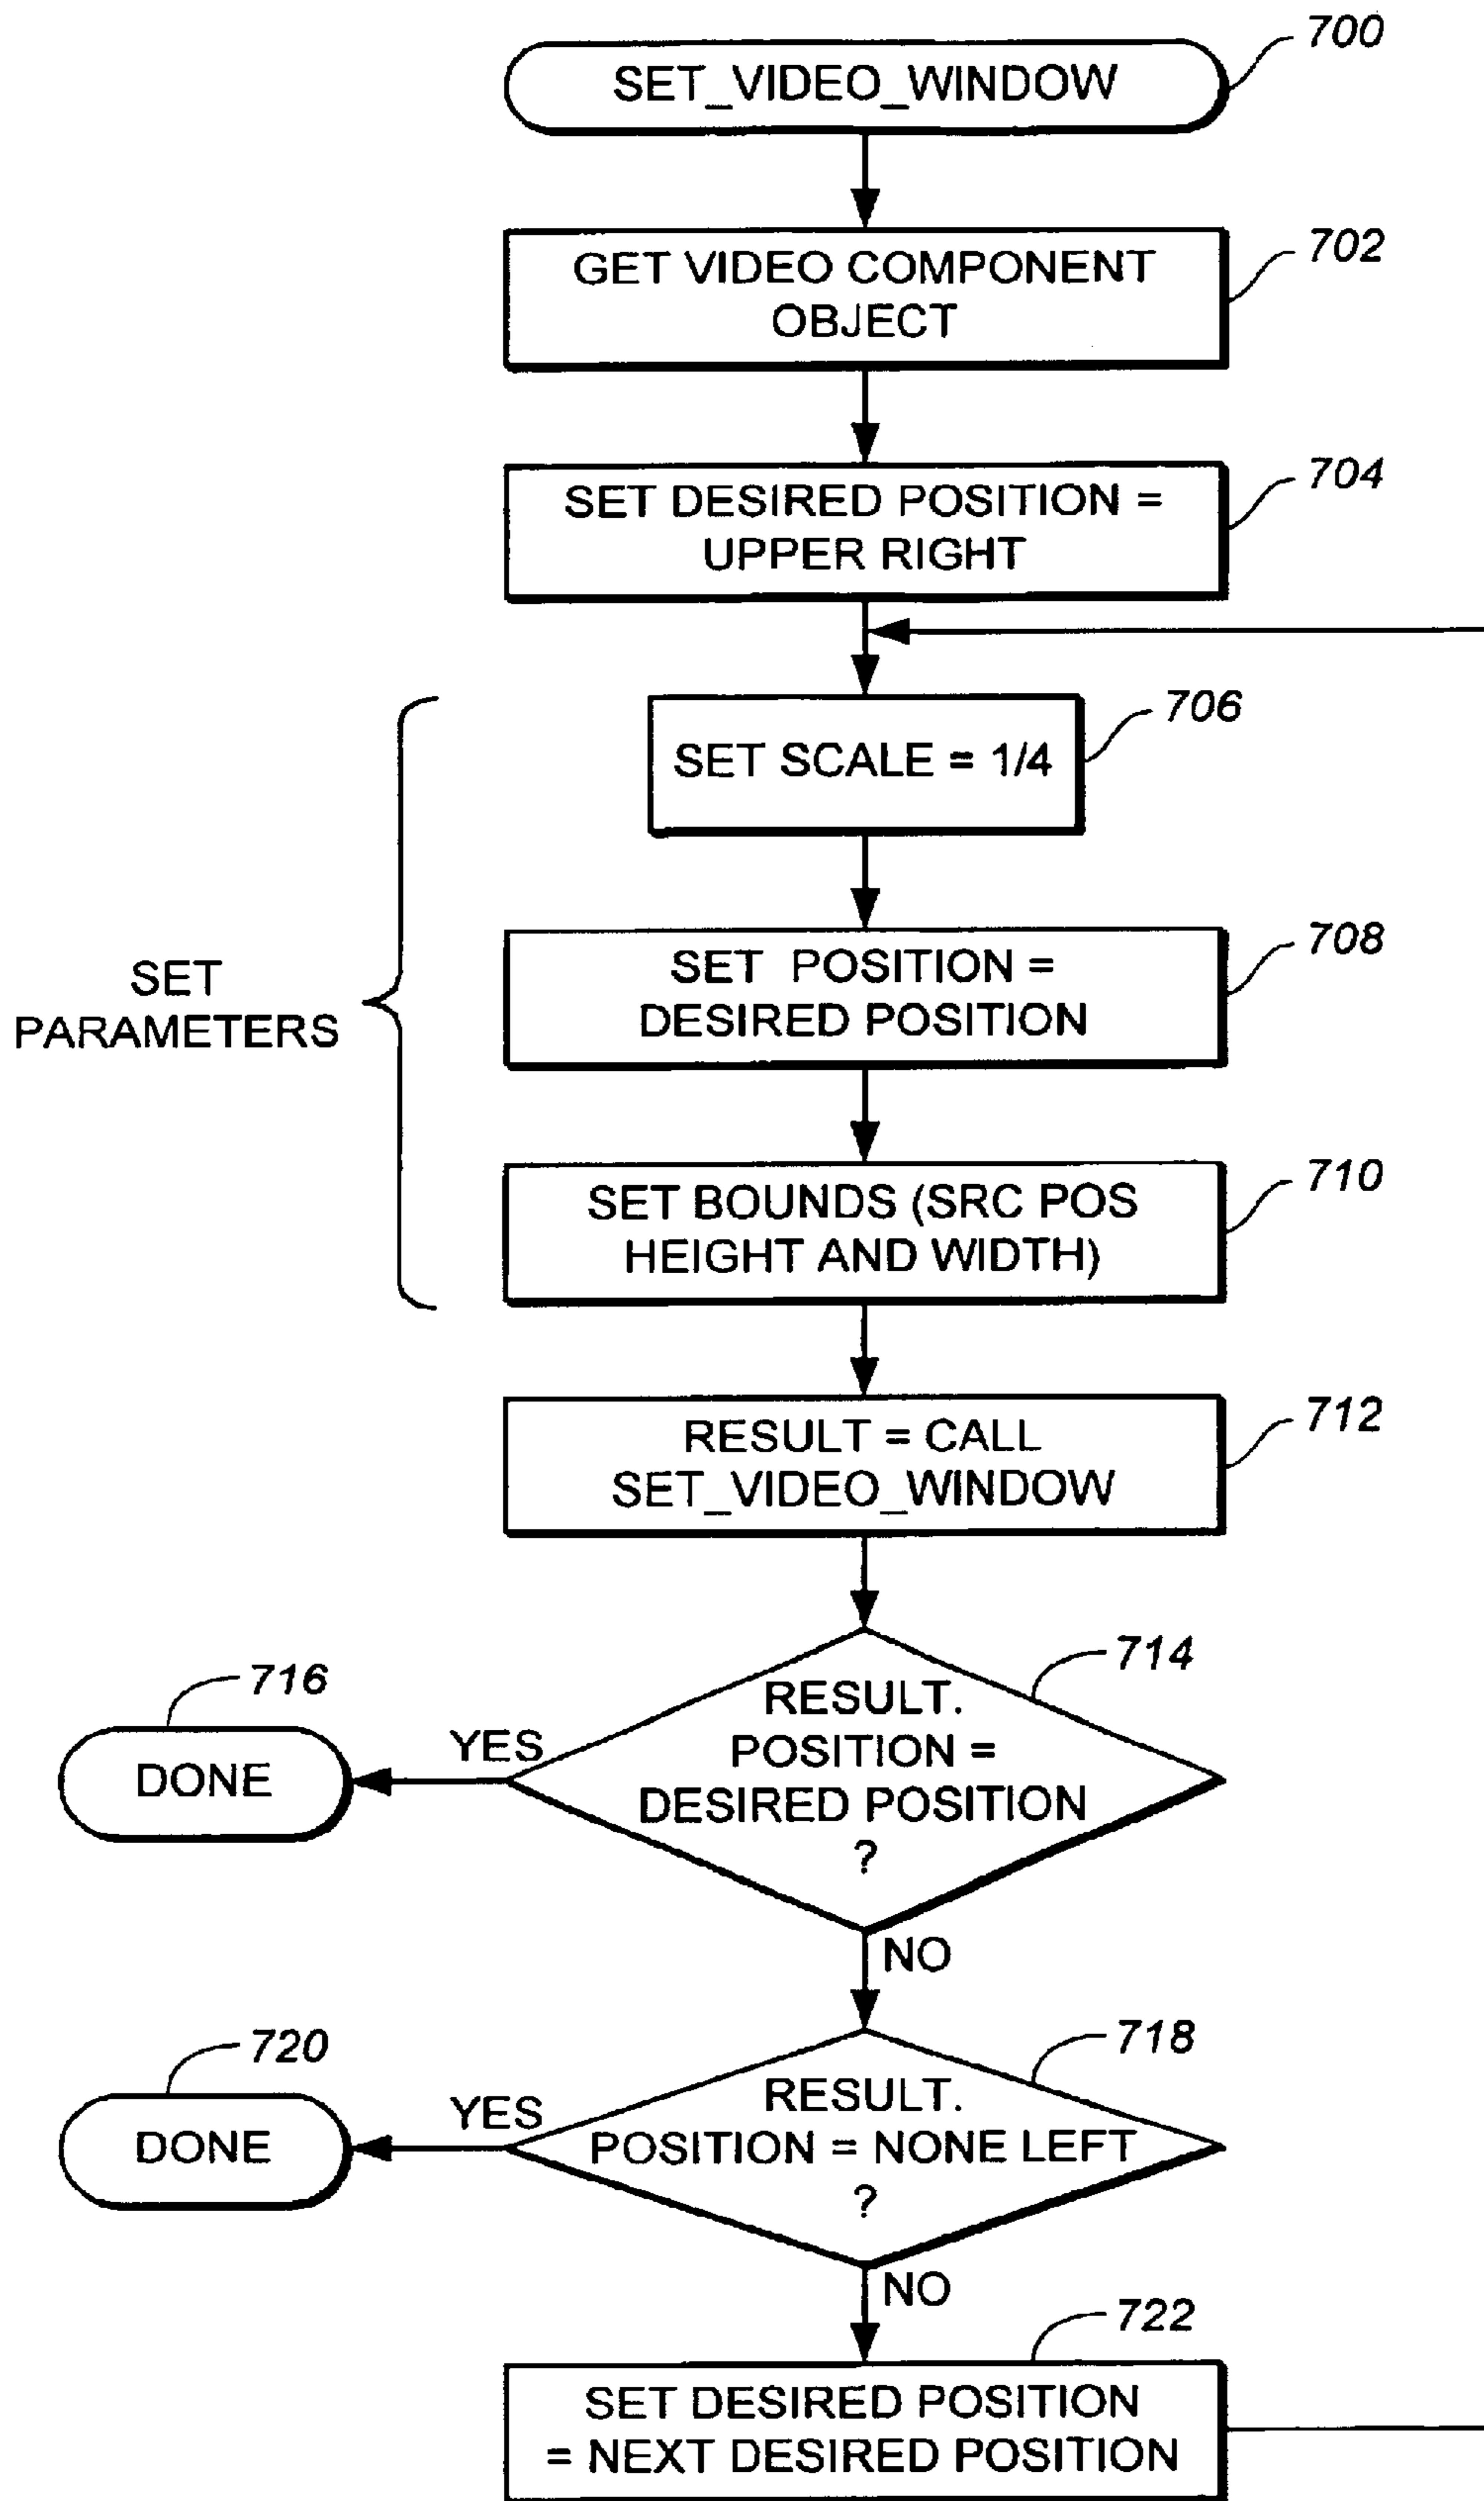 700
SET_VIDEO_WINDOW
702
GET VIDEO COMPONENT
OBJECT
704
SET DESIRED POSITION =
UPPER RIGHT
706
SET SCALE = 1/4
708
SET POSITION =
DESIRED POSITION
SET
PARAMETERS
710
SET BOUNDS (SRC POS
HEIGHT AND WIDTH)
712
RESULT = CALL
SET_VIDEO_WINDOW
714
RESULT.
POSITION =
DESIRED POSITION
?
YES
716
DONE
NO
718
RESULT.
POSITION = NONE LEFT
?
YES
720
DONE
NO
722
SET DESIRED POSITION
= NEXT DESIRED POSITION